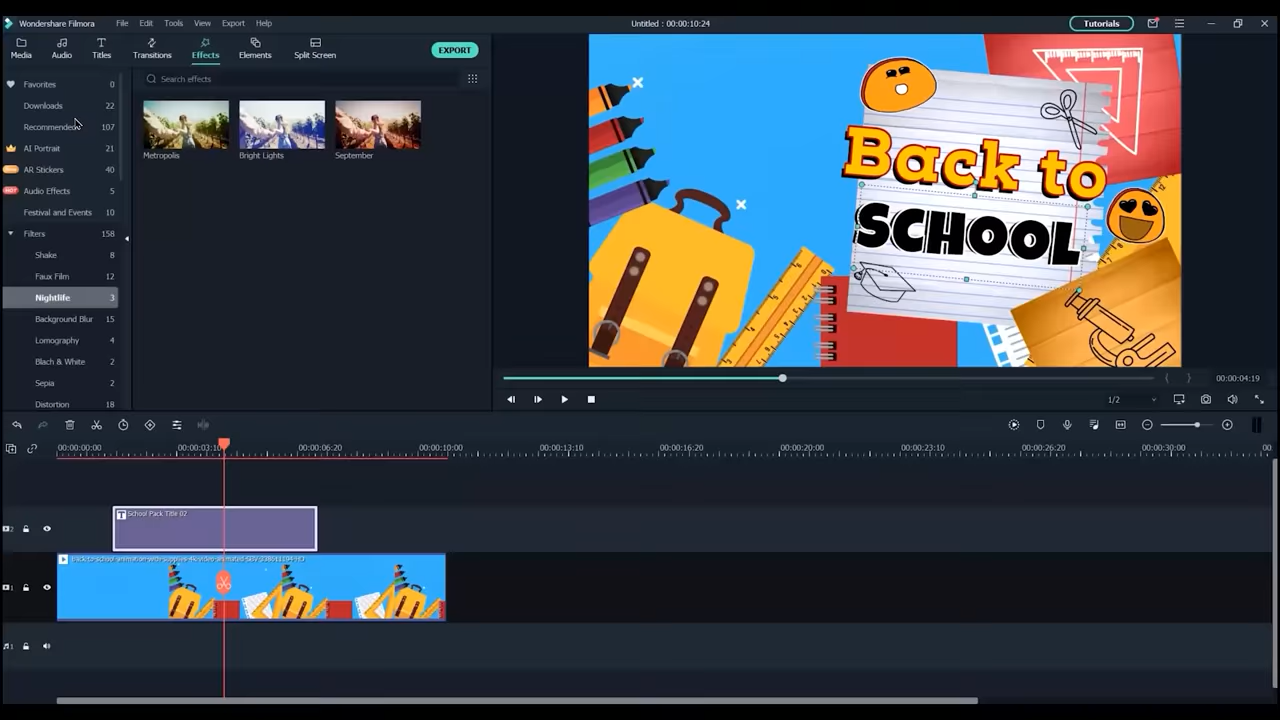 Wondershare Filmora File Edit Tools View Export Help Untitled : 00:00:10:24 Tutorials
Media Audio Titles Transitions Effects Elements Split Screen EXPORT
Favorites 0
Downloads 22
Recommended 107
AI Portrait 21
AR Stickers 40
Audio Effects 5
Festival and Events 10
Filters 158
Shake 8
Faux Film 12
Nightlife 3
Background Blur 15
Lomography 4
Blach & White 2
Sepia 2
Distortion 18
Search effects
Metropolis Bright Lights September
Back to
SCHOOL
00:00:04:19
1/2
00:00:00:00 00:00:03:10 00:00:06:20 00:00:10:00 00:00:13:10 00:00:16:20 00:00:20:00 00:00:23:10 00:00:26:20 00:00:30:00
School Pack Title 02